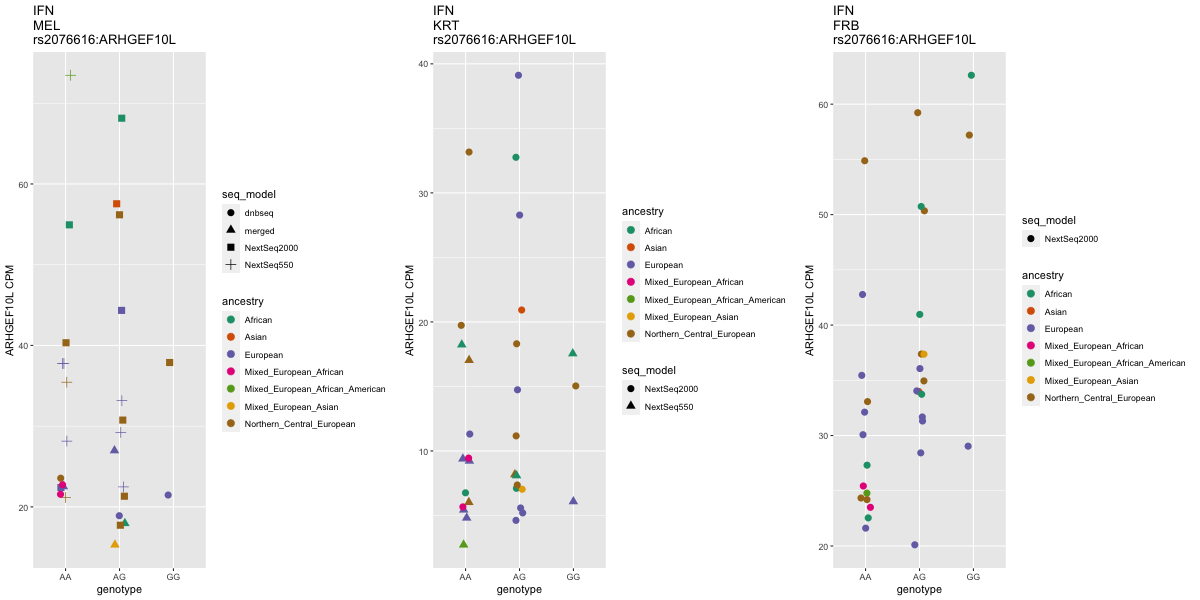 IFN
MEL
rs2076616:ARHGEF10L
ARHGEF10L CPM
60
40
20
AA
AG
GG
genotype
seq_model
dnbseq
merged
NextSeq2000
NextSeq550
ancestry
African
Asian
European
Mixed_European_African
Mixed_European_African_American
Mixed_European_Asian
Northern_Central_European
IFN
KRT
rs2076616:ARHGEF10L
ARHGEF10L CPM
40
30
20
10
AA
AG
GG
genotype
ancestry
African
Asian
European
Mixed_European_African
Mixed_European_African_American
Mixed_European_Asian
Northern_Central_European
seq_model
NextSeq2000
NextSeq550
IFN
FRB
rs2076616:ARHGEF10L
ARHGEF10L CPM
60
50
40
30
20
AA
AG
GG
genotype
seq_model
NextSeq2000
ancestry
African
Asian
European
Mixed_European_African
Mixed_European_African_American
Mixed_European_Asian
Northern_Central_European